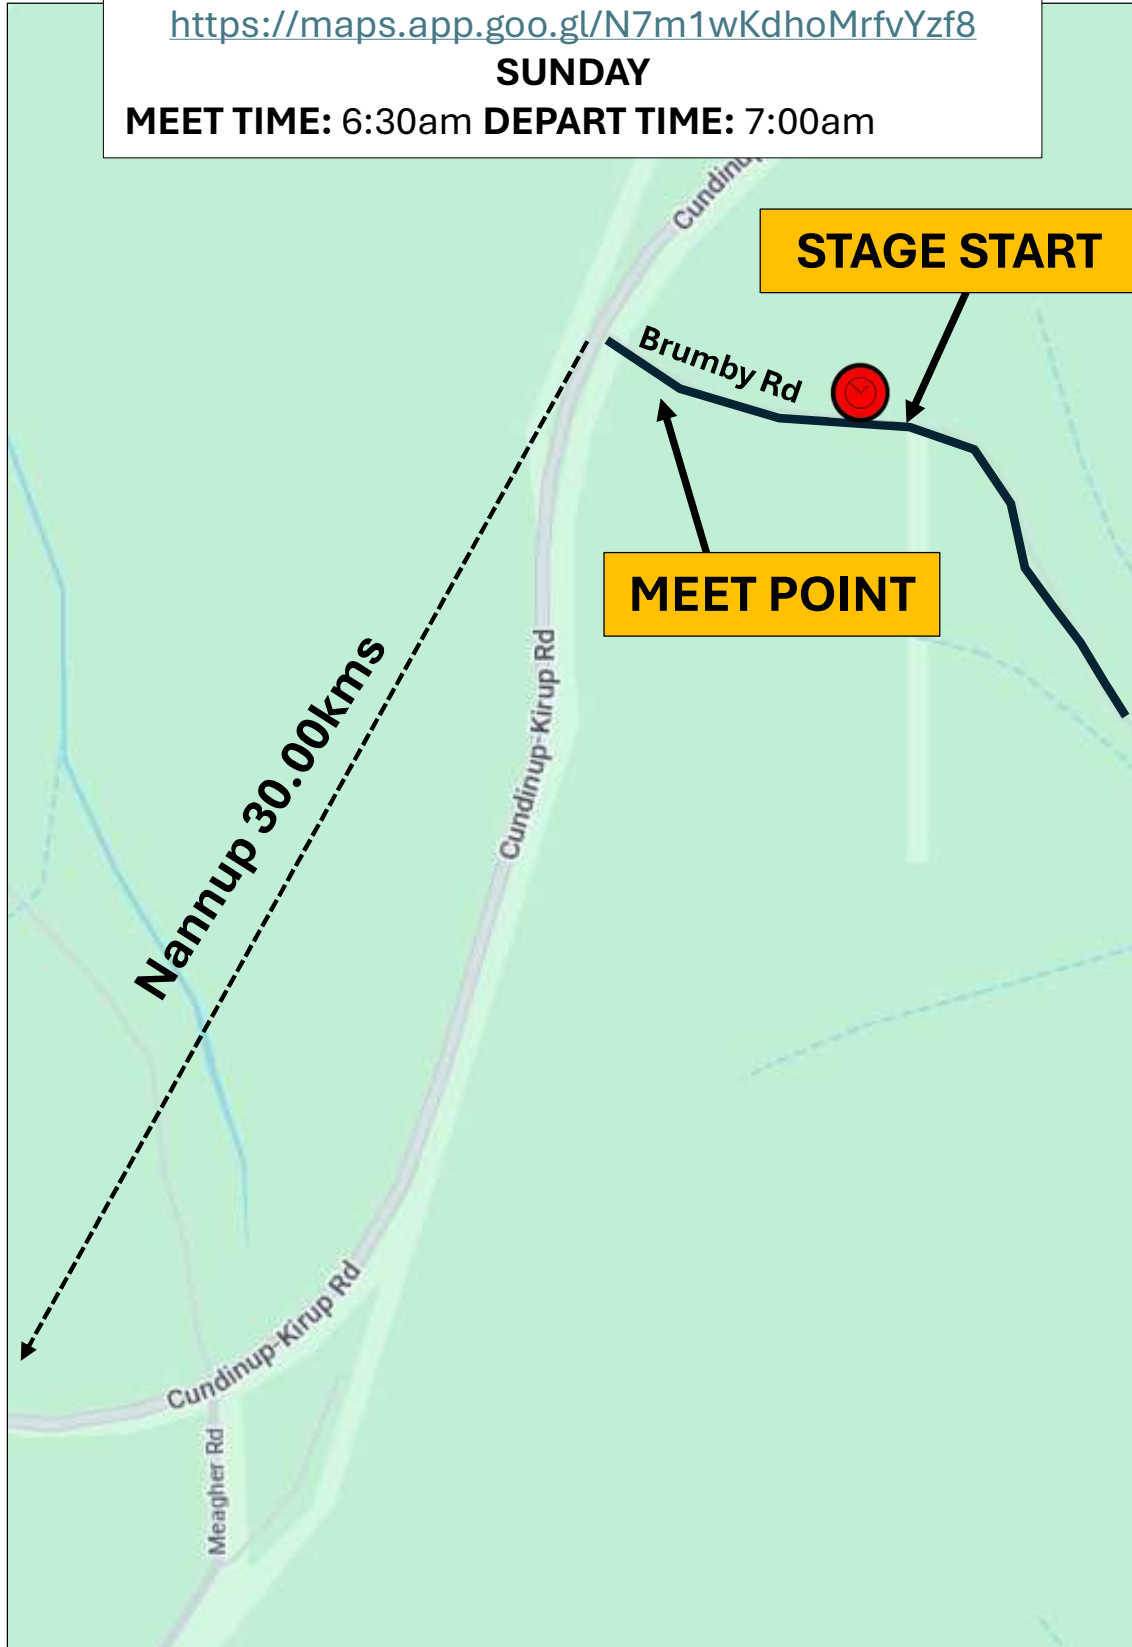 https://maps.app.goo.gl/N7m1wKdhoMrfvYzf8
SUNDAY
MEET TIME: 6:30am DEPART TIME: 7:00am
Cundinup
STAGE START
Brumby Rd
MEET POINT
Cundinup-Kirup Rd
Nannup 30.00kms
Cundinup-Kirup Rd
Meagher Rd